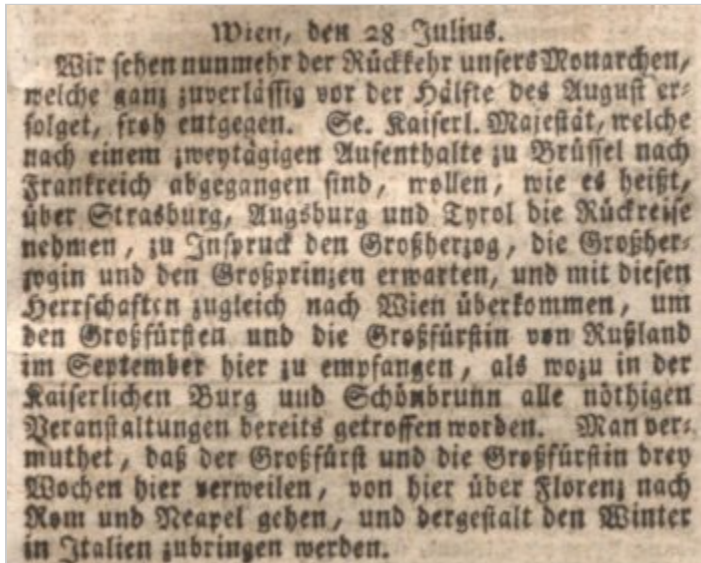 Wien, den 28 Julius.
Wir sehen nunmehr der Rückkehr unsers Monarchen,
welche ganz zuverlässig vor der Hälfte des August er-
folget, froh entgegen. Se. Kaiserl. Majestät, welche
nach einem zweytägigen Aufenthalte zu Brüssel nach
Frankreich abgegangen sind, wollen, wie es heißt,
über Strasburg, Augsburg und Tyrol die Rückreise
nehmen, zu Inspruck den Großherzog, die Großher-
zogin und den Großprinzen erwarten, und mit diesen
Herrschaften zugleich nach Wien überkommen, um
den Großfürsten und die Großfürstin von Rußland
im September hier zu empfangen, als wozu in der
Kaiserlichen Burg und Schönbrunn alle nöthigen
Veranstaltungen bereits getroffen worden. Man ver-
muthet, daß der Großfürst und die Großfürstin drey
Wochen hier verweilen, von hier über Florenz nach
Rom und Neapel gehen, und dergestalt den Winter
in Italien zubringen werden.